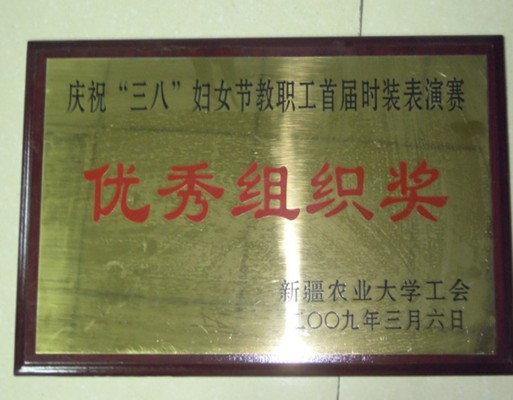 庆祝“三八”妇女节教职工首届时装表演赛
优秀组织奖
新疆农业大学工会
二〇〇九年三月六日